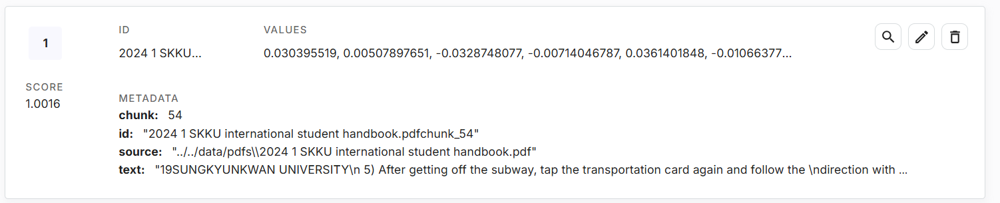 1
ID
2024 1 SKKU...
VALUES
0.030395519, 0.00507897651, -0.0328748077, -0.00714046787, 0.0361401848, -0.01066377...
SCORE
1.0016
METADATA
chunk: 54
id: "2024 1 SKKU international student handbook.pdfchunk_54"
source: "../../data/pdfs\\2024 1 SKKU international student handbook.pdf"
text: "19SUNGKYUNKWAN UNIVERSITY\n 5) After getting off the subway, tap the transportation card again and follow the \ndirection with ...